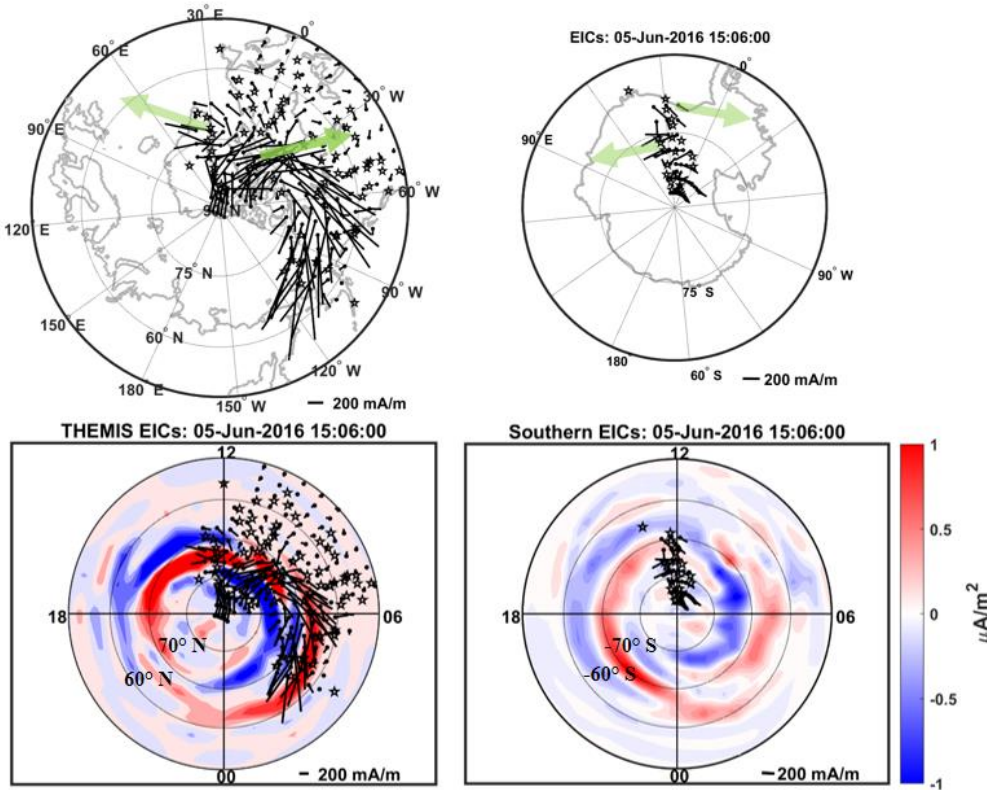 30° E
0°
60° E
30° W
90° E
60° W
90° N
120° E
75° N
90° W
150° E
60° N
120° W
180° E
150° W
200 mA/m
EICs: 05-Jun-2016 15:06:00
0°
90° E
90° W
75° S
180°
60° S
200 mA/m
THEMIS EICs: 05-Jun-2016 15:06:00
12
18
70° N
60° N
00
200 mA/m
Southern EICs: 05-Jun-2016 15:06:00
12
18
06
-70° S
-60° S
00
200 mA/m
1
0.5
0
-0.5
-1
μA/m²